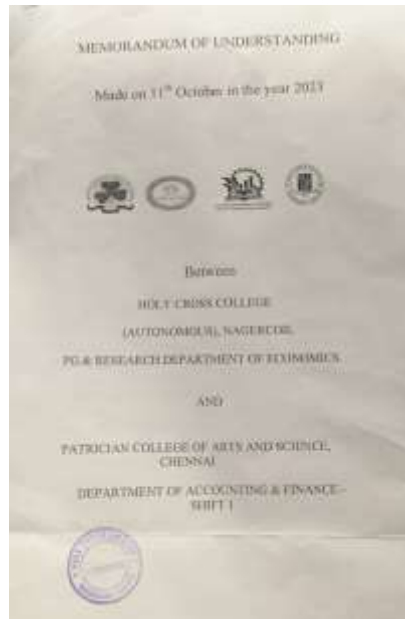 MEMORANDUM OF UNDERSTANDING
Made on 11th October in the year 2023
Between
HOLY CROSS COLLEGE
(AUTONOMOUS), NAGERCOIL
PG & RESEARCH DEPARTMENT OF ECONOMICS
AND
PATRICIAN COLLEGE OF ARTS AND SCIENCE,
CHENNAI
DEPARTMENT OF ACCOUNTING & FINANCE -
SHIFT I